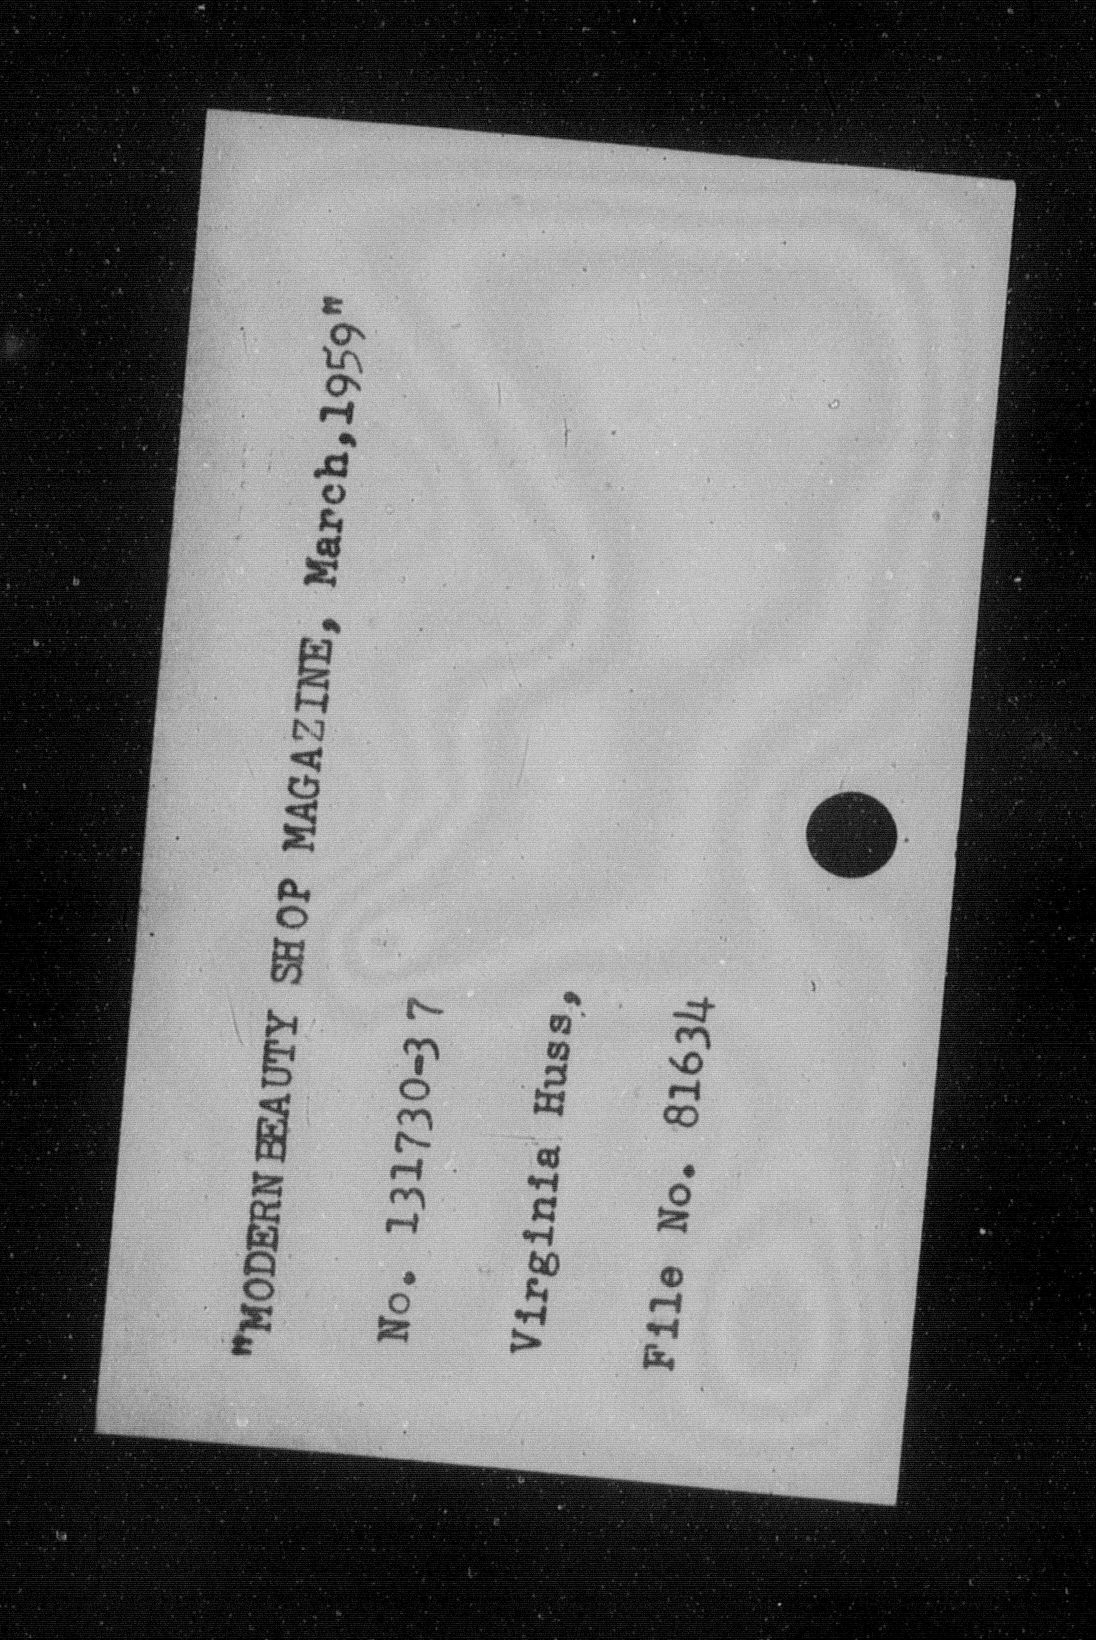 "MODERN BEAUTY SHOP MAGAZINE, March,1959"
No. 131730-37
Virginia Huss,
File No. 81634